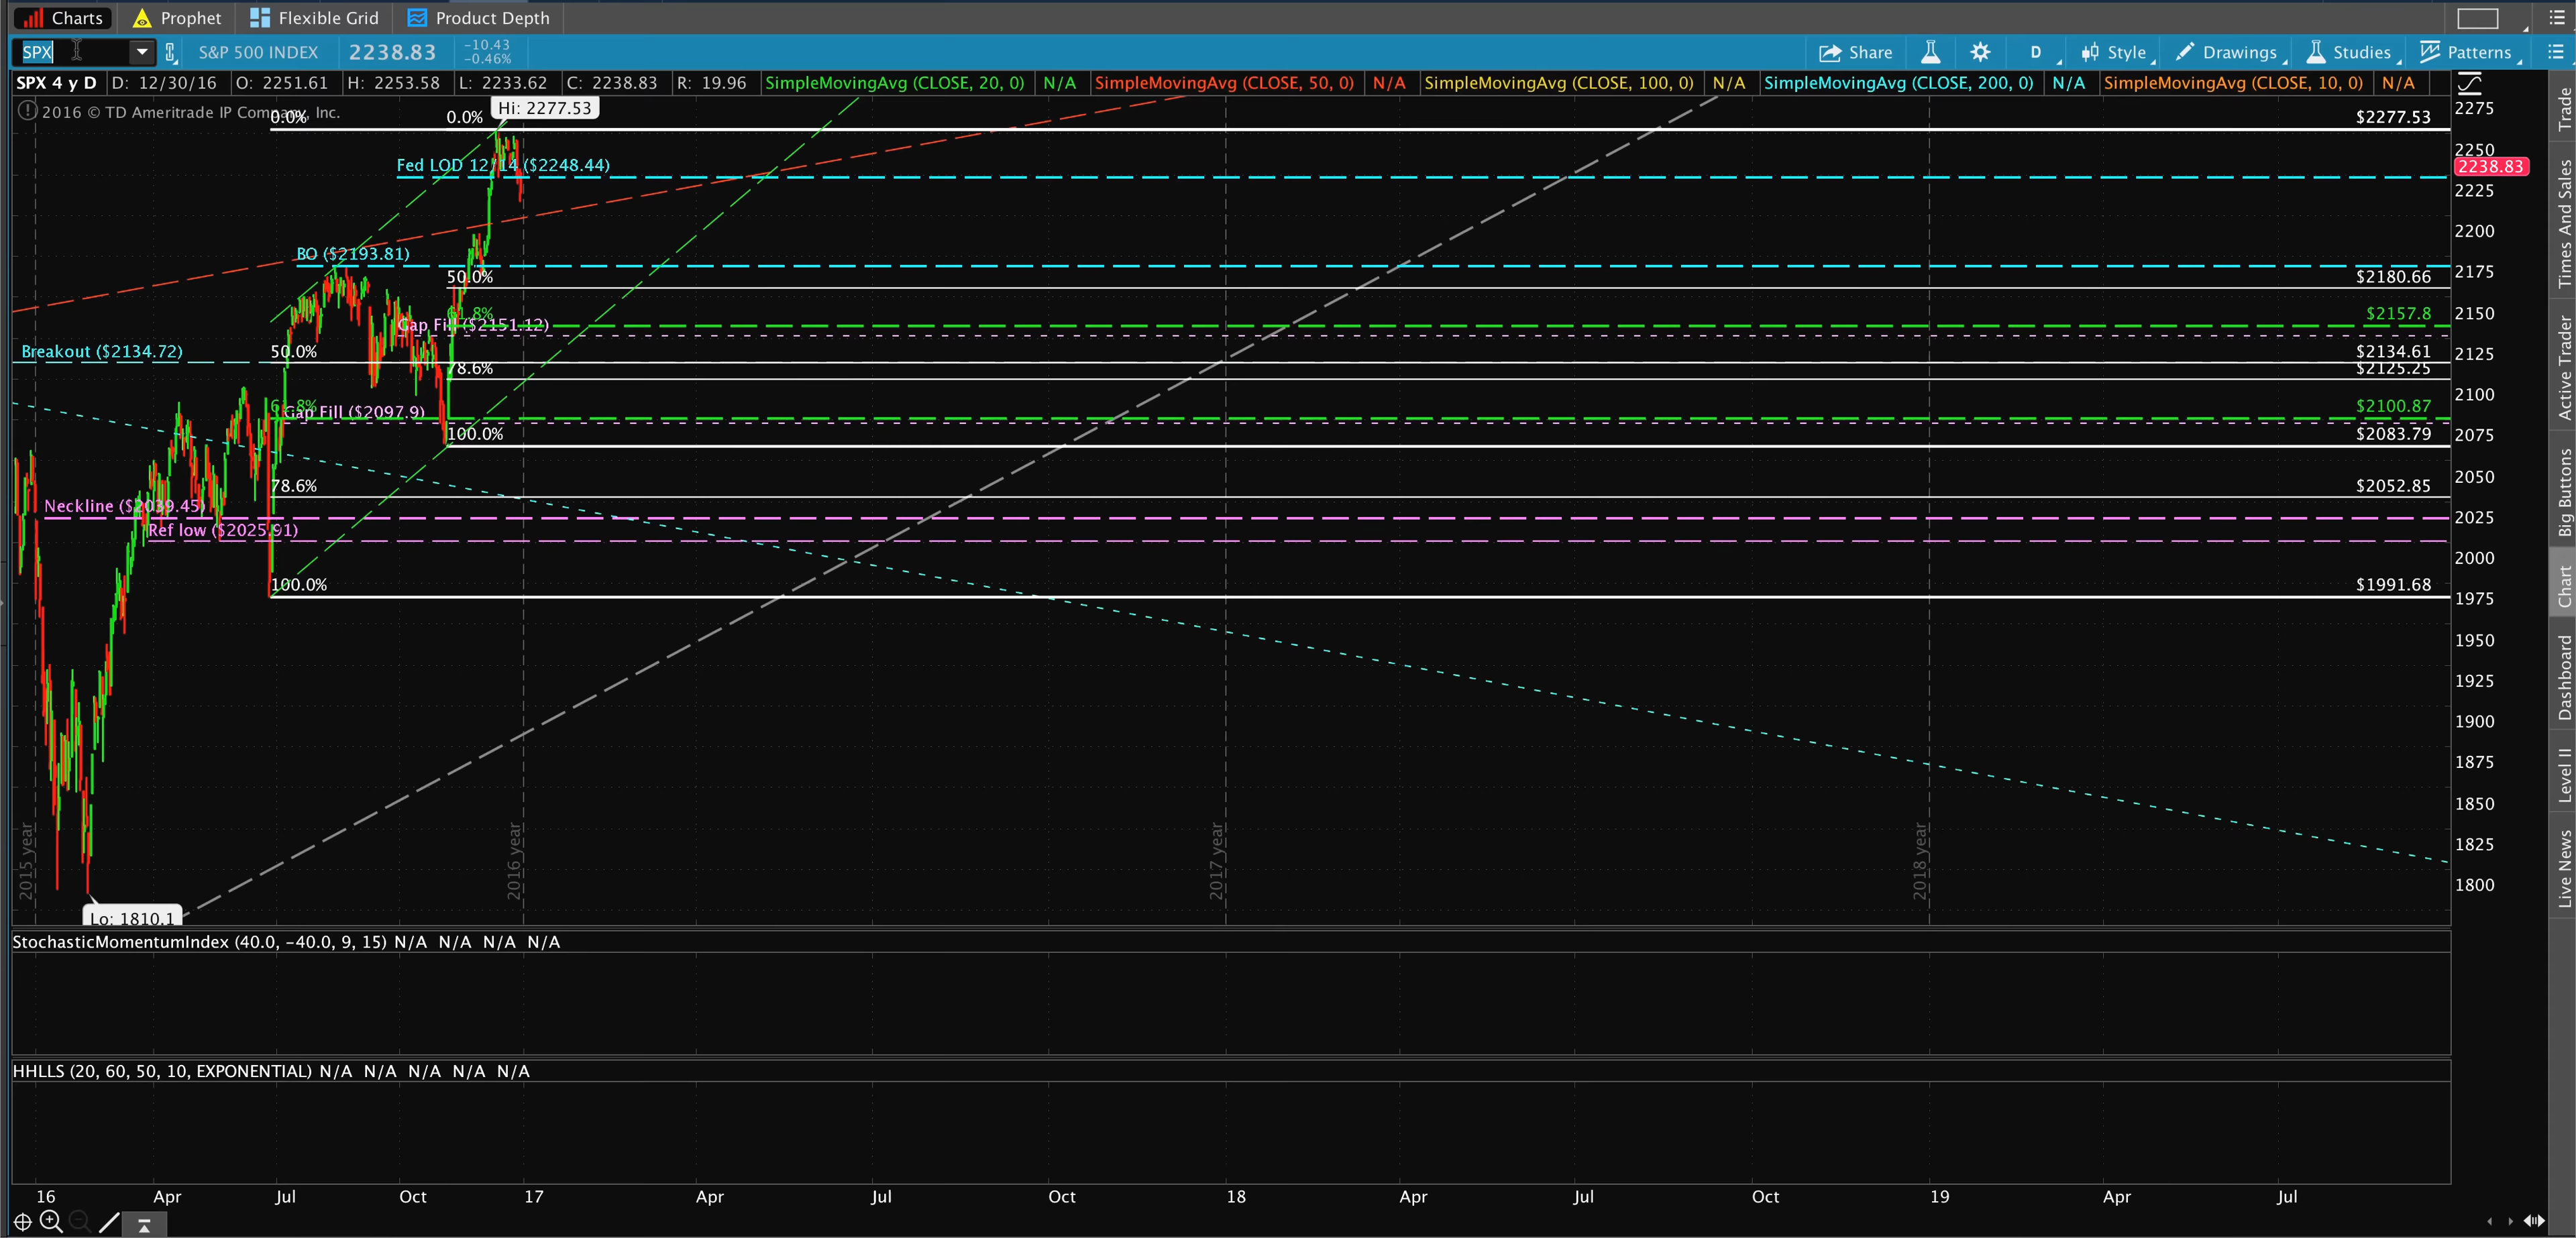 Charts Prophet Flexible Grid Product Depth
SPX S&P 500 INDEX 2238.83 -10.43 -0.46% Share D Style Drawings Studies Patterns
SPX 4 y D D: 12/30/16 O: 2251.61 H: 2253.58 L: 2233.62 C: 2238.83 R: 19.96 SimpleMovingAvg (CLOSE, 20, 0) N/A SimpleMovingAvg (CLOSE, 50, 0) N/A SimpleMovingAvg (CLOSE, 100, 0) N/A SimpleMovingAvg (CLOSE, 200, 0) N/A SimpleMovingAvg (CLOSE, 10, 0) N/A
2016 © TD Ameritrade IP Company, Inc.
Hi: 2277.53
0.0% 0.0% $2277.53
Fed LOD 12/14 ($2248.44)
BO ($2193.81)
50.0% $2180.66
61.8% $2157.8
Gap Fill ($2151.12)
Breakout ($2134.72) 50.0% $2134.61
78.6% $2125.25
61.8% $2100.87
Gap Fill ($2097.9)
100.0% $2083.79
78.6% $2052.85
Neckline ($2039.45)
Ref low ($2025.91)
100.0% $1991.68
Lo: 1810.1
2015 year 2016 year 2017 year 2018 year
2275
2250
2238.83
2225
2200
2175
2150
2125
2100
2075
2050
2025
2000
1975
1950
1925
1900
1875
1850
1825
1800
StochasticMomentumIndex (40.0, -40.0, 9, 15) N/A N/A N/A N/A
HHLLS (20, 60, 50, 10, EXPONENTIAL) N/A N/A N/A N/A N/A
16 Apr Jul Oct 17 Apr Jul Oct 18 Apr Jul Oct 19 Apr Jul
Trade
Times And Sales
Active Trader
Big Buttons
Chart
Dashboard
Level II
Live News